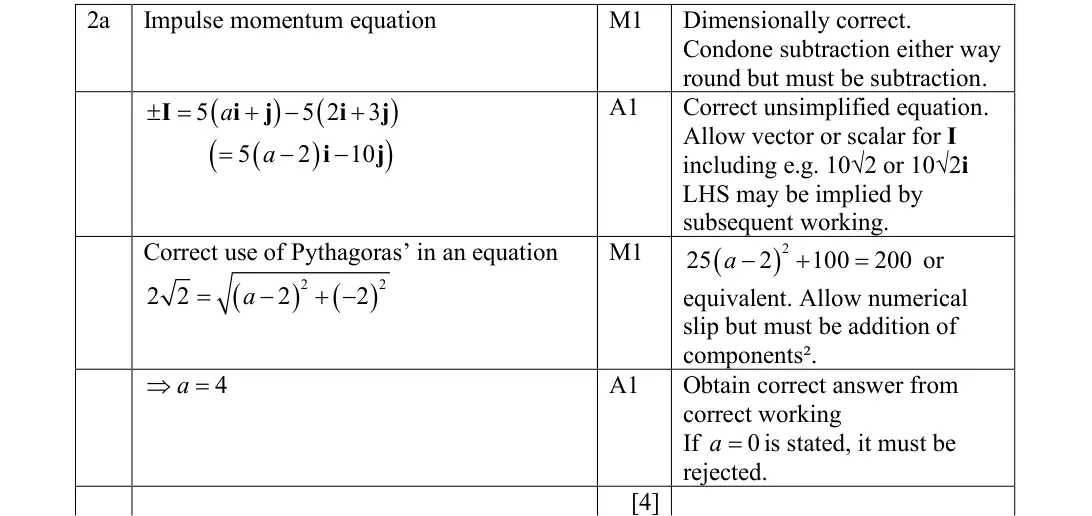 2a Impulse momentum equation M1 Dimensionally correct.
Condone subtraction either way
round but must be subtraction.
±I = 5(ai + j) − 5(2i + 3j) A1 Correct unsimplified equation.
(= 5(a − 2)i − 10j) Allow vector or scalar for I
including e.g. 10√2 or 10√2i
LHS may be implied by
subsequent working.
Correct use of Pythagoras’ in an equation M1 25(a − 2)² + 100 = 200 or
2√2 = √((a − 2)² + (−2)²) equivalent. Allow numerical
slip but must be addition of
components².
⇒ a = 4 A1 Obtain correct answer from
correct working
If a = 0 is stated, it must be
rejected.
[4]